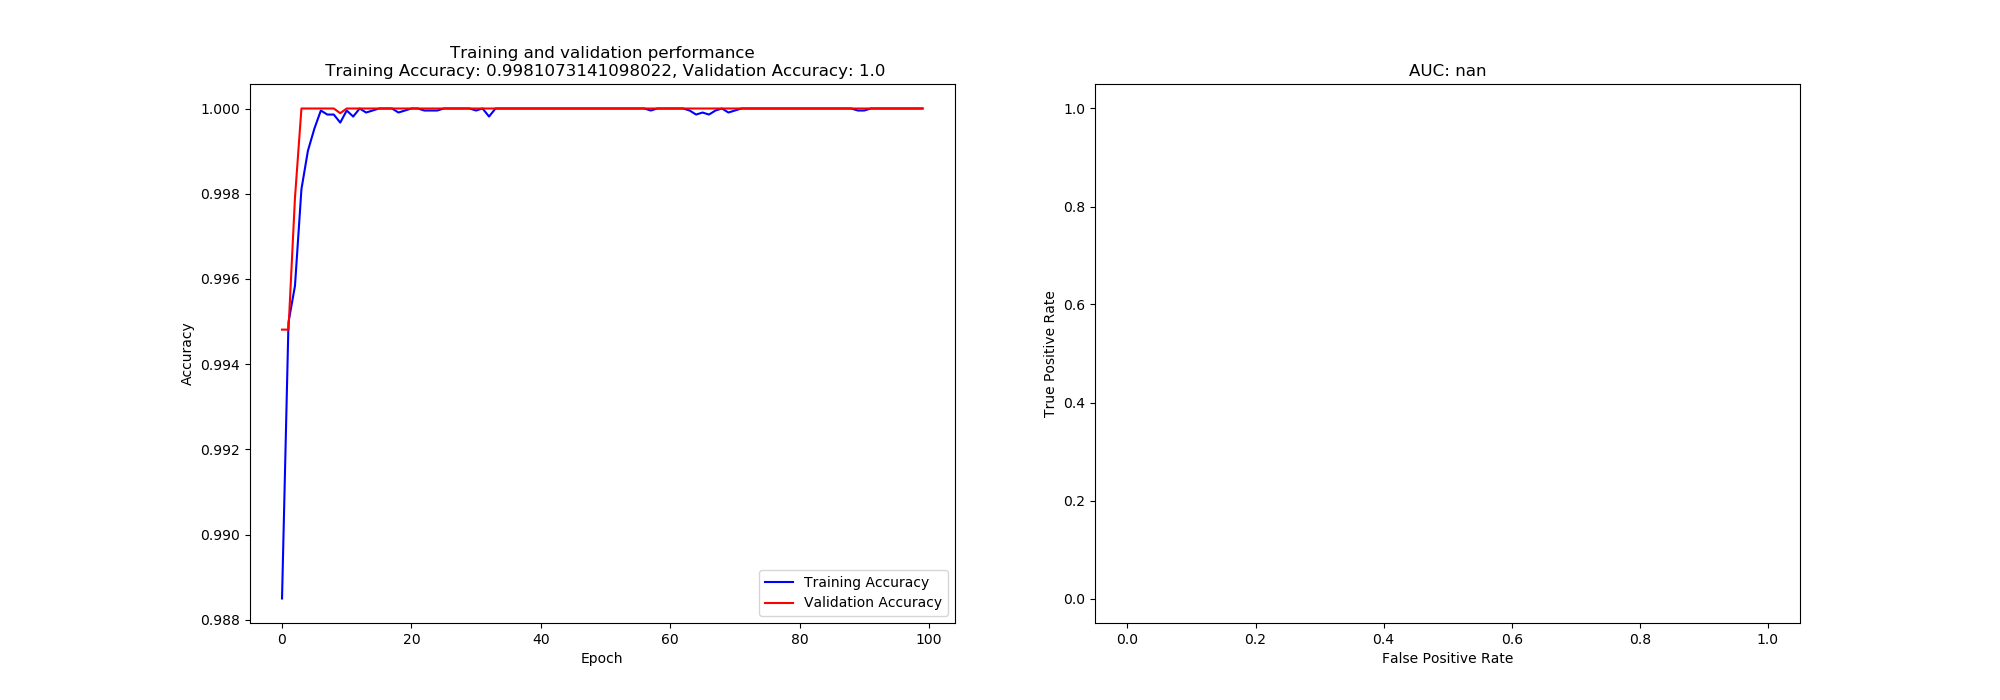 Training and validation performance
Training Accuracy: 0.9981073141098022, Validation Accuracy: 1.0
1.000
0.998
0.996
0.994
0.992
0.990
0.988
Accuracy
0
20
40
60
80
100
Epoch
Training Accuracy
Validation Accuracy
AUC: nan
1.0
0.8
0.6
0.4
0.2
0.0
True Positive Rate
0.0
0.2
0.4
0.6
0.8
1.0
False Positive Rate